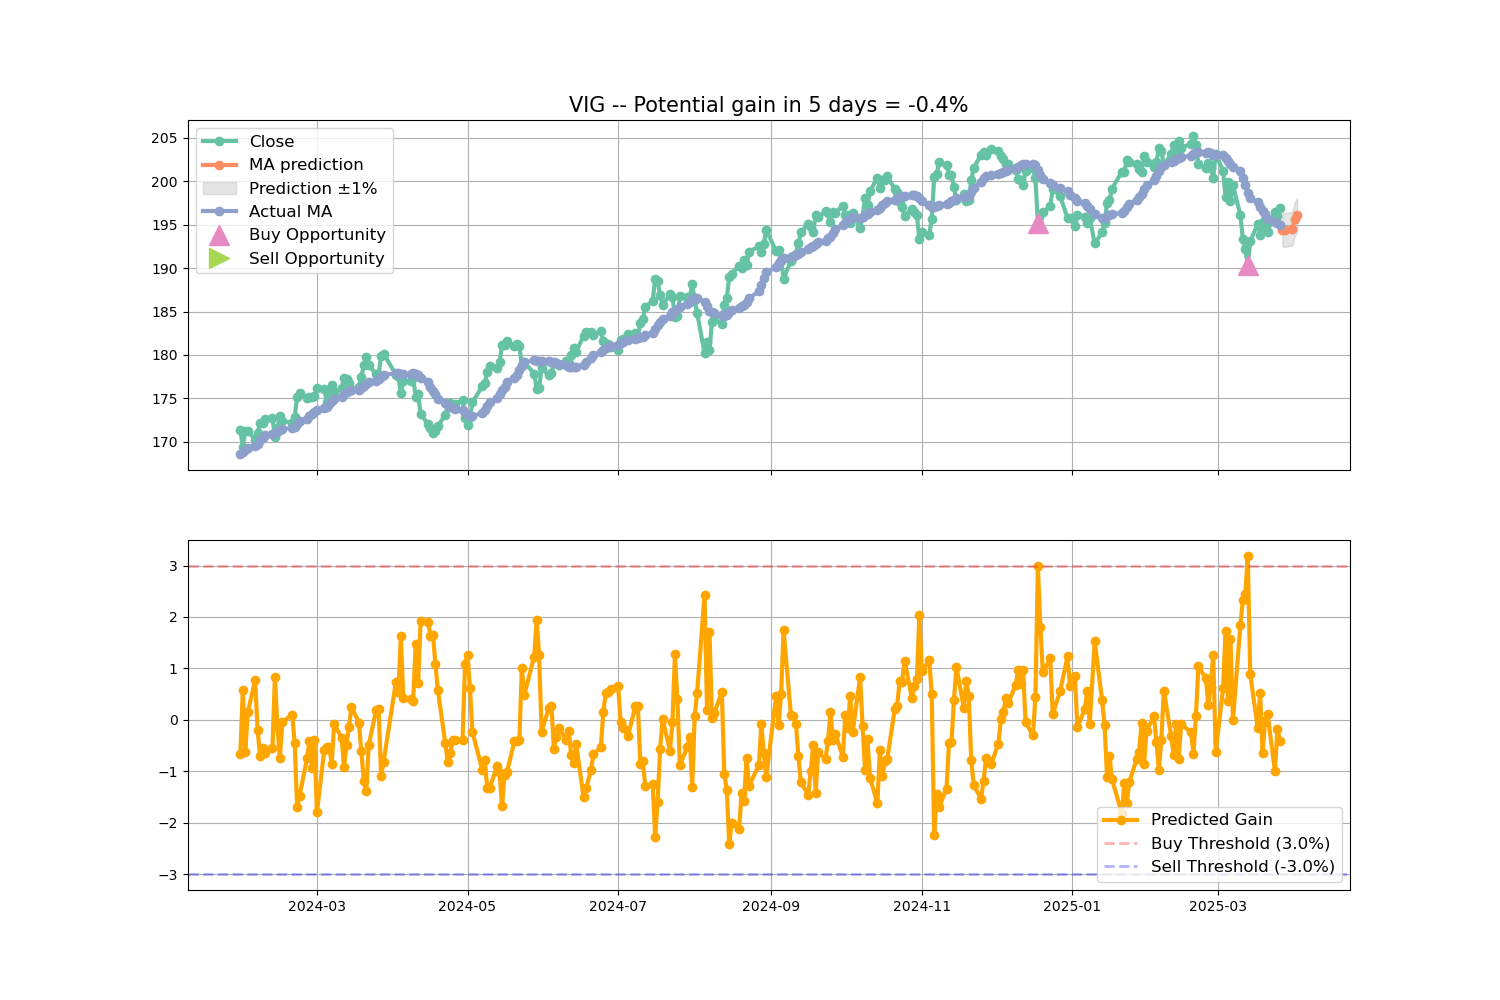 VIG -- Potential gain in 5 days = -0.4%
205
200
195
190
185
180
175
170
Close
MA prediction
Prediction ±1%
Actual MA
Buy Opportunity
Sell Opportunity
3
2
1
0
−1
−2
−3
Predicted Gain
Buy Threshold (3.0%)
Sell Threshold (-3.0%)
2024-03
2024-05
2024-07
2024-09
2024-11
2025-01
2025-03